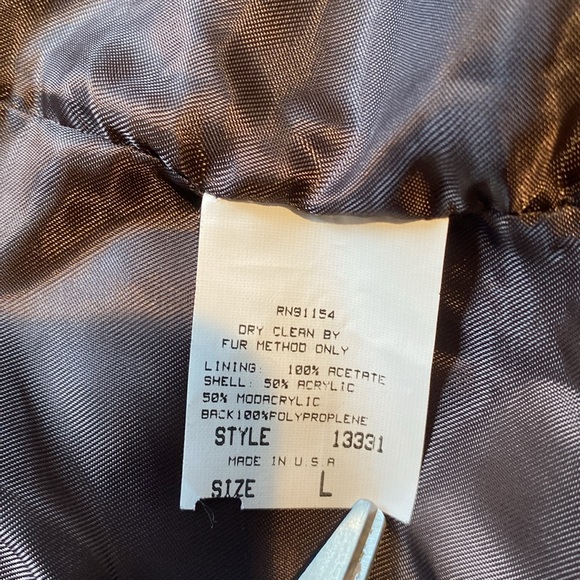 RN91154
DRY CLEAN BY
FUR METHOD ONLY
LINING: 100% ACETATE
SHELL: 50% ACRYLIC
50% MODACRYLIC
BACK100%POLYPROPLENE
STYLE 13331
MADE IN U.S.A
SIZE L